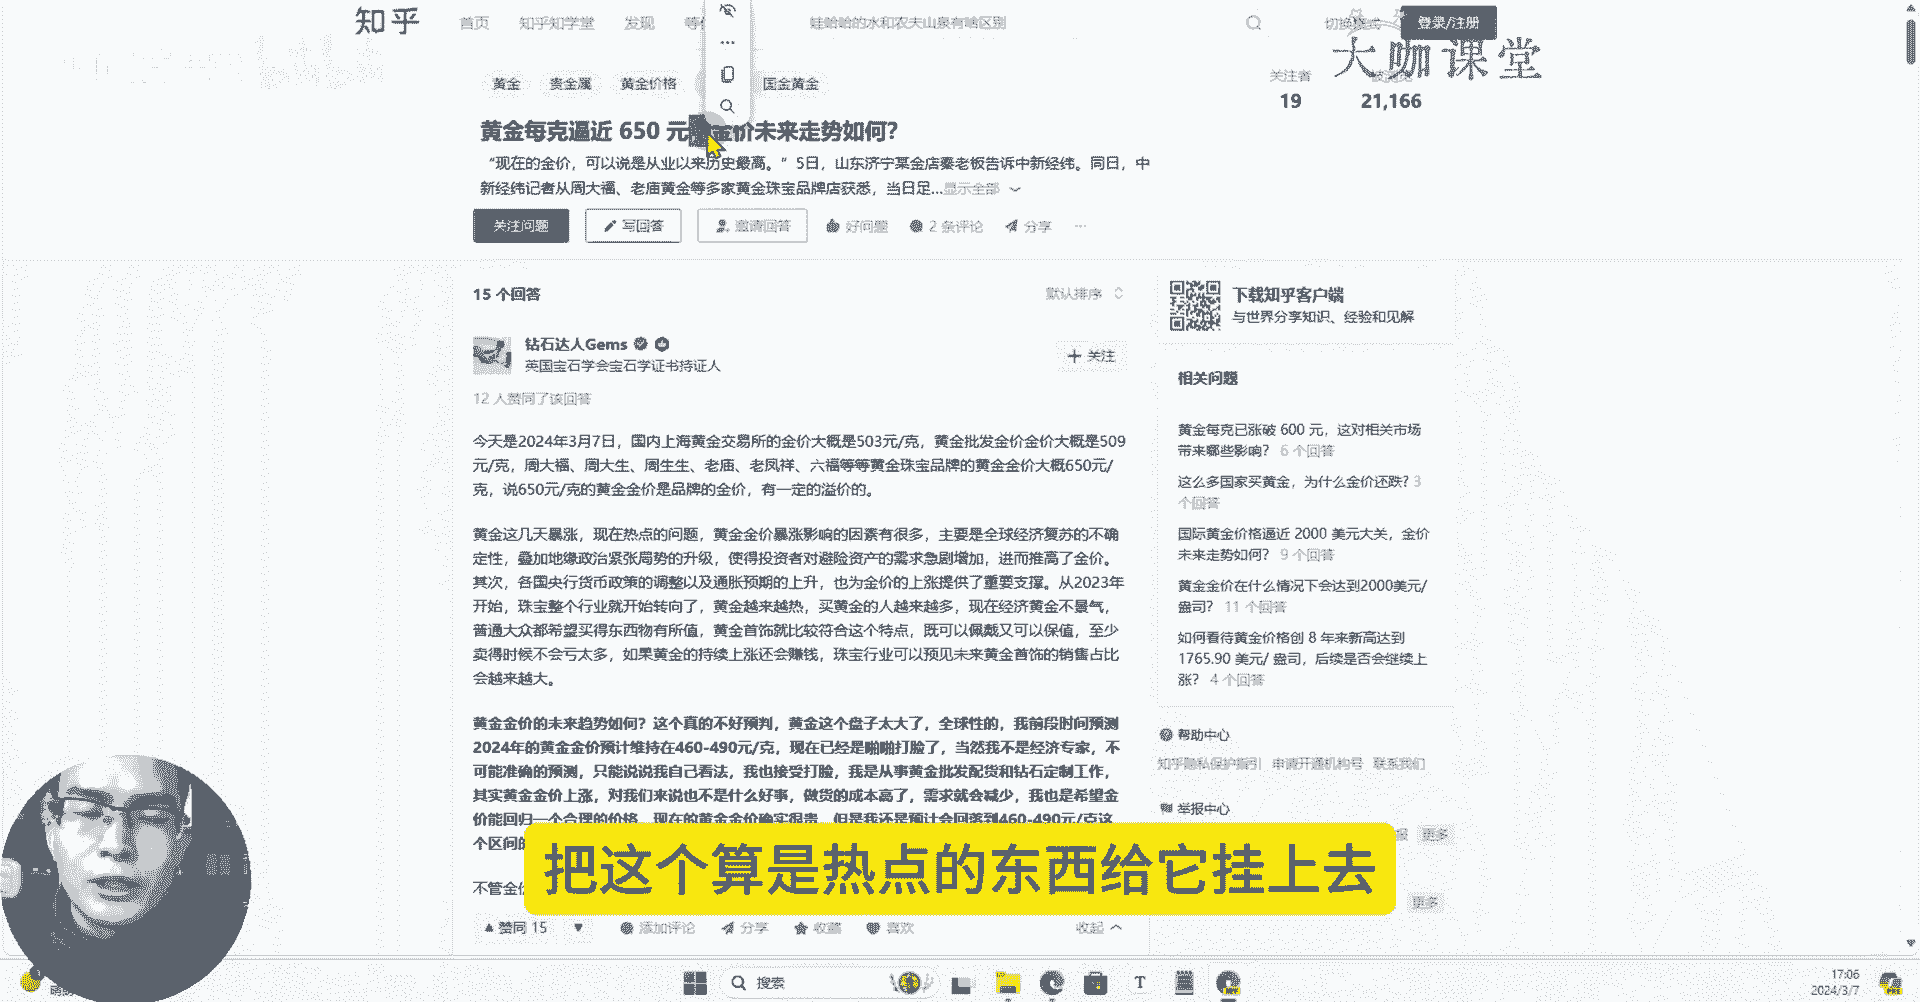 知乎
首页 知乎知学堂 发现
娃哈哈的水和农夫山泉有啥区别
登录/注册
大咖课堂
黄金 贵金属 黄金价格 国金黄金
关注者
19
21,166
黄金每克逼近 650 元 金价未来走势如何?
“现在的金价，可以说是从业以来历史最高。”5日，山东济宁某金店秦老板告诉中新经纬。同日，中
新经纬记者从周大福、老庙黄金等多家黄金珠宝品牌店获悉，当日足...显示全部
关注问题 写回答 邀请回答 好问题 2 条评论 分享 ...
15 个回答
默认排序
钻石达人Gems
英国宝石学会宝石学证书持证人
+ 关注
12 人赞同了该回答
今天是2024年3月7日，国内上海黄金交易所的金价大概是503元/克，黄金批发金价金价大概是509
元/克，周大福、周大生、周生生、老庙、老凤祥、六福等等黄金珠宝品牌的黄金金价大概650元/
克，说650元/克的黄金金价是品牌的金价，有一定的溢价的。
黄金这几天暴涨，现在热点的问题，黄金金价暴涨影响的因素有很多，主要是全球经济复苏的不确
定性，叠加地缘政治紧张局势的升级，使得投资者对避险资产的需求急剧增加，进而推高了金价。
其次，各国央行货币政策的调整以及通胀预期的上升，也为金价的上涨提供了重要支撑。从2023年
开始，珠宝整个行业就开始转向了，黄金越来越热，买黄金的人越来越多，现在经济黄金不景气，
普通大众都希望买得东西物有所值，黄金首饰就比较符合这个特点，既可以佩戴又可以保值，至少
卖得时候不会亏太多，如果黄金的持续上涨还会赚钱，珠宝行业可以预见未来黄金首饰的销售占比
会越来越大。
黄金金价的未来趋势如何？这个真的不好预判，黄金这个盘子太大了，全球性的，我前段时间预测
2024年的黄金金价预计维持在460-490元/克，现在已经是啪啪打脸了，当然我不是经济专家，不
可能准确的预测，只能说说我自己看法，我也接受打脸，我是从事黄金批发配货和钻石定制工作，
其实黄金金价上涨，对我们来说也不是什么好事，做货的成本高了，需求就会减少，我也是希望金
价能回归一个合理的价格，现在的黄金金价确实很贵，但是我还是预计会回落到460-490元/克这
个区间的
不管金价
赞同 15 添加评论 分享 收藏 喜欢 收起
下载知乎客户端
与世界分享知识、经验和见解
相关问题
黄金每克已涨破 600 元，这对相关市场
带来哪些影响？ 6 个回答
这么多国家买黄金，为什么金价还跌? 3
个回答
国际黄金价格逼近 2000 美元大关，金价
未来走势如何？ 9 个回答
黄金金价在什么情况下会达到2000美元/
盎司？ 11 个回答
如何看待黄金价格创 8 年来新高达到
1765.90 美元/ 盎司，后续是否会继续上
涨？ 4 个回答
帮助中心
知乎隐私保护指引 申请开通机构号 联系我们
举报中心
更多
更多
把这个算是热点的东西给它挂上去
搜索
17:06
2024/3/7